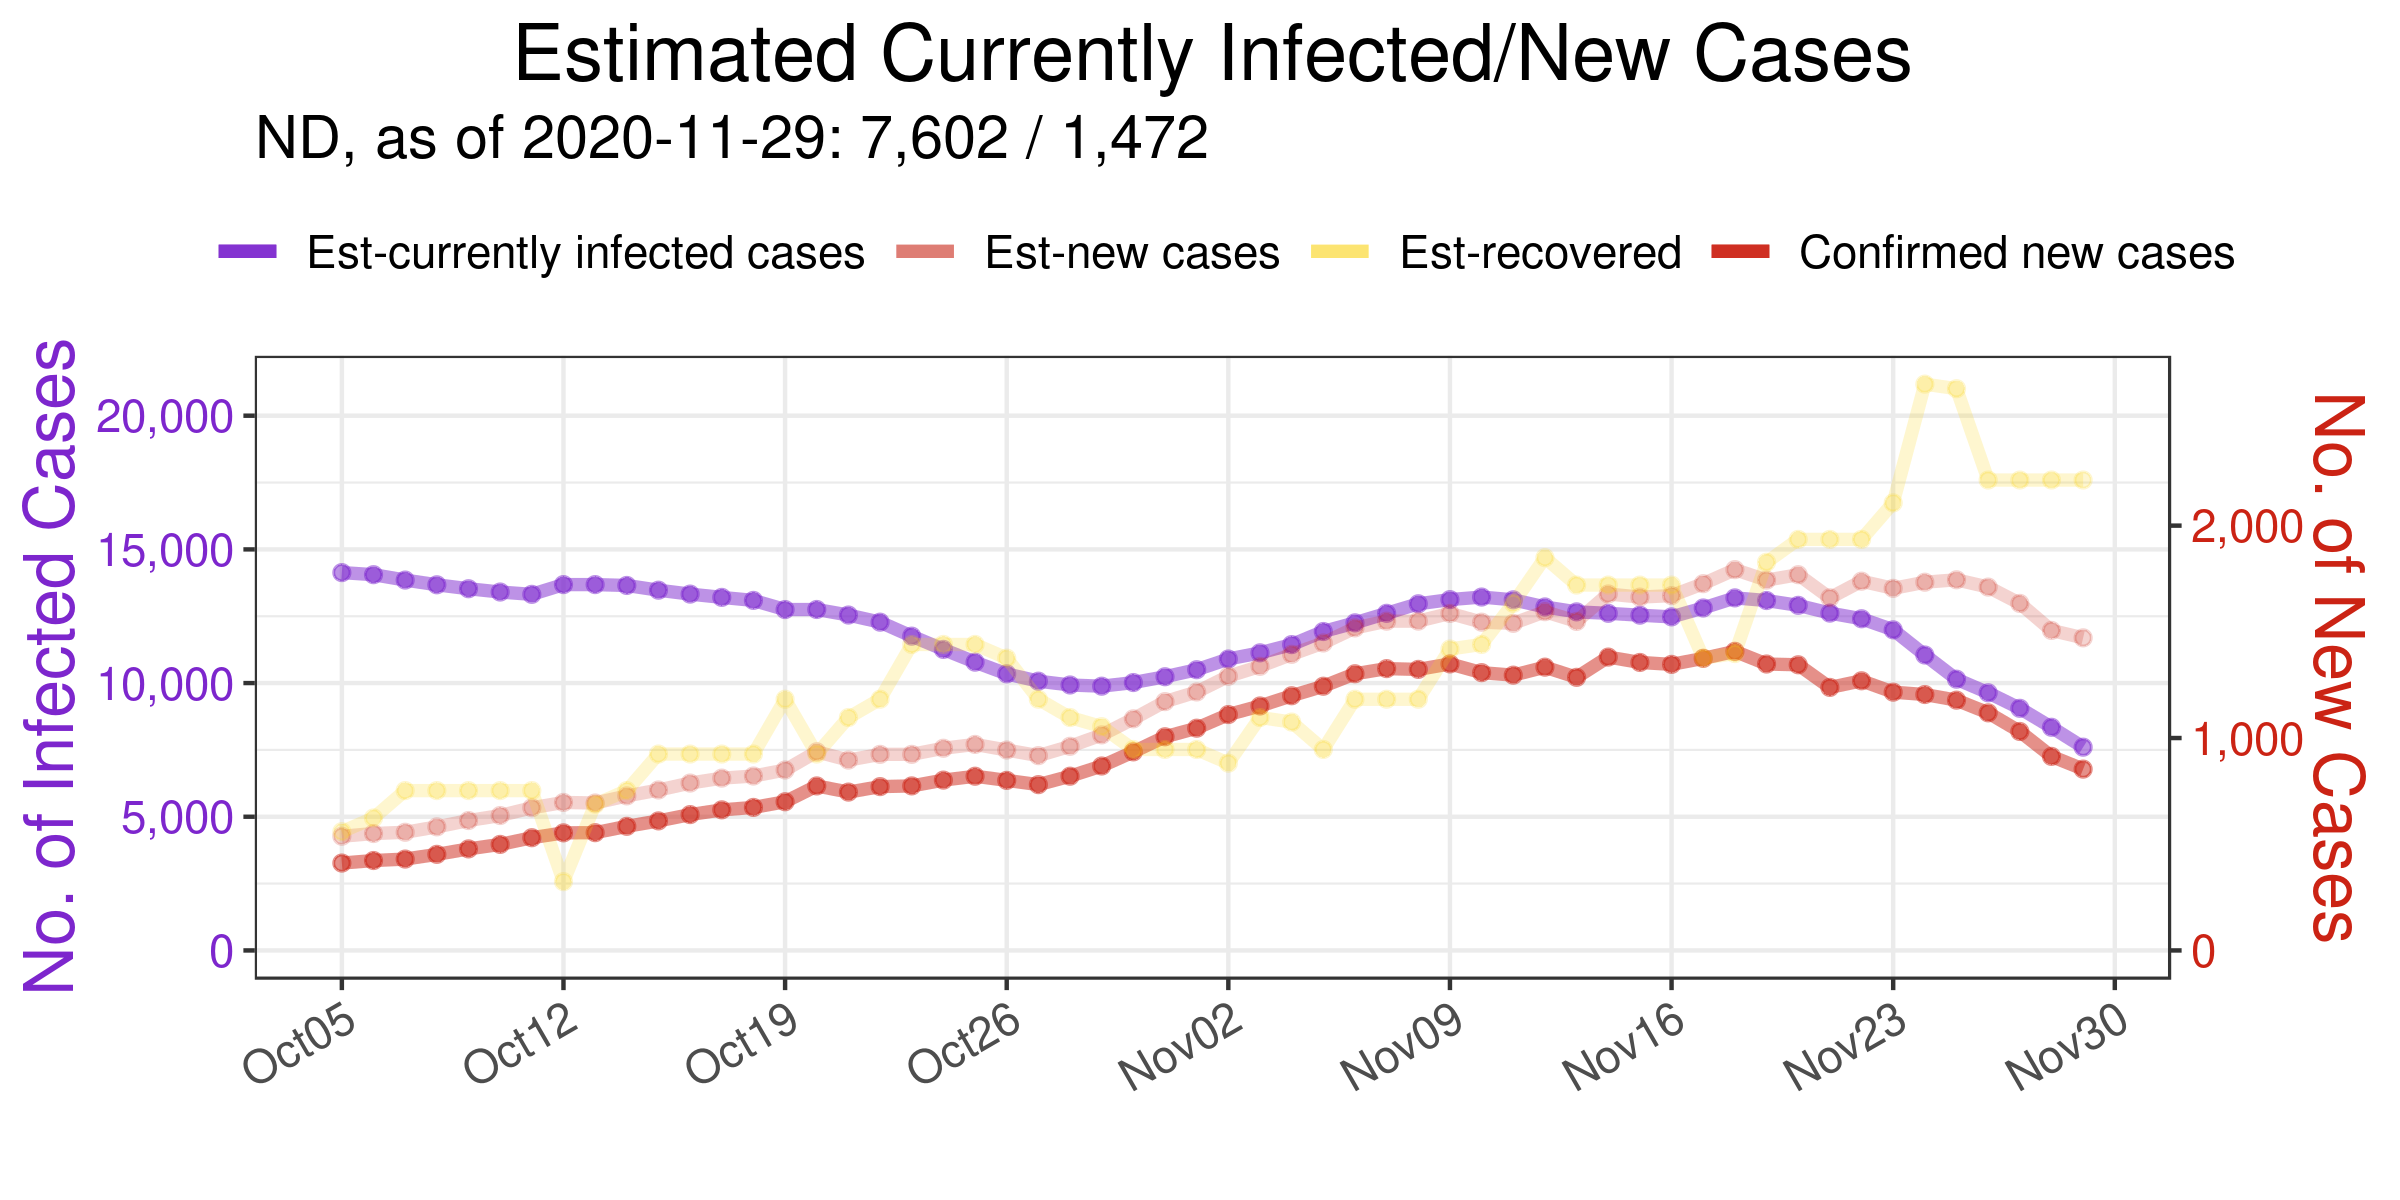 Estimated Currently Infected/New Cases
ND, as of 2020-11-29: 7,602 / 1,472
Est-currently infected cases Est-new cases Est-recovered Confirmed new cases
No. of Infected Cases
20,000
15,000
10,000
5,000
0
2,000
1,000
0
No. of New Cases
Oct05 Oct12 Oct19 Oct26 Nov02 Nov09 Nov16 Nov23 Nov30